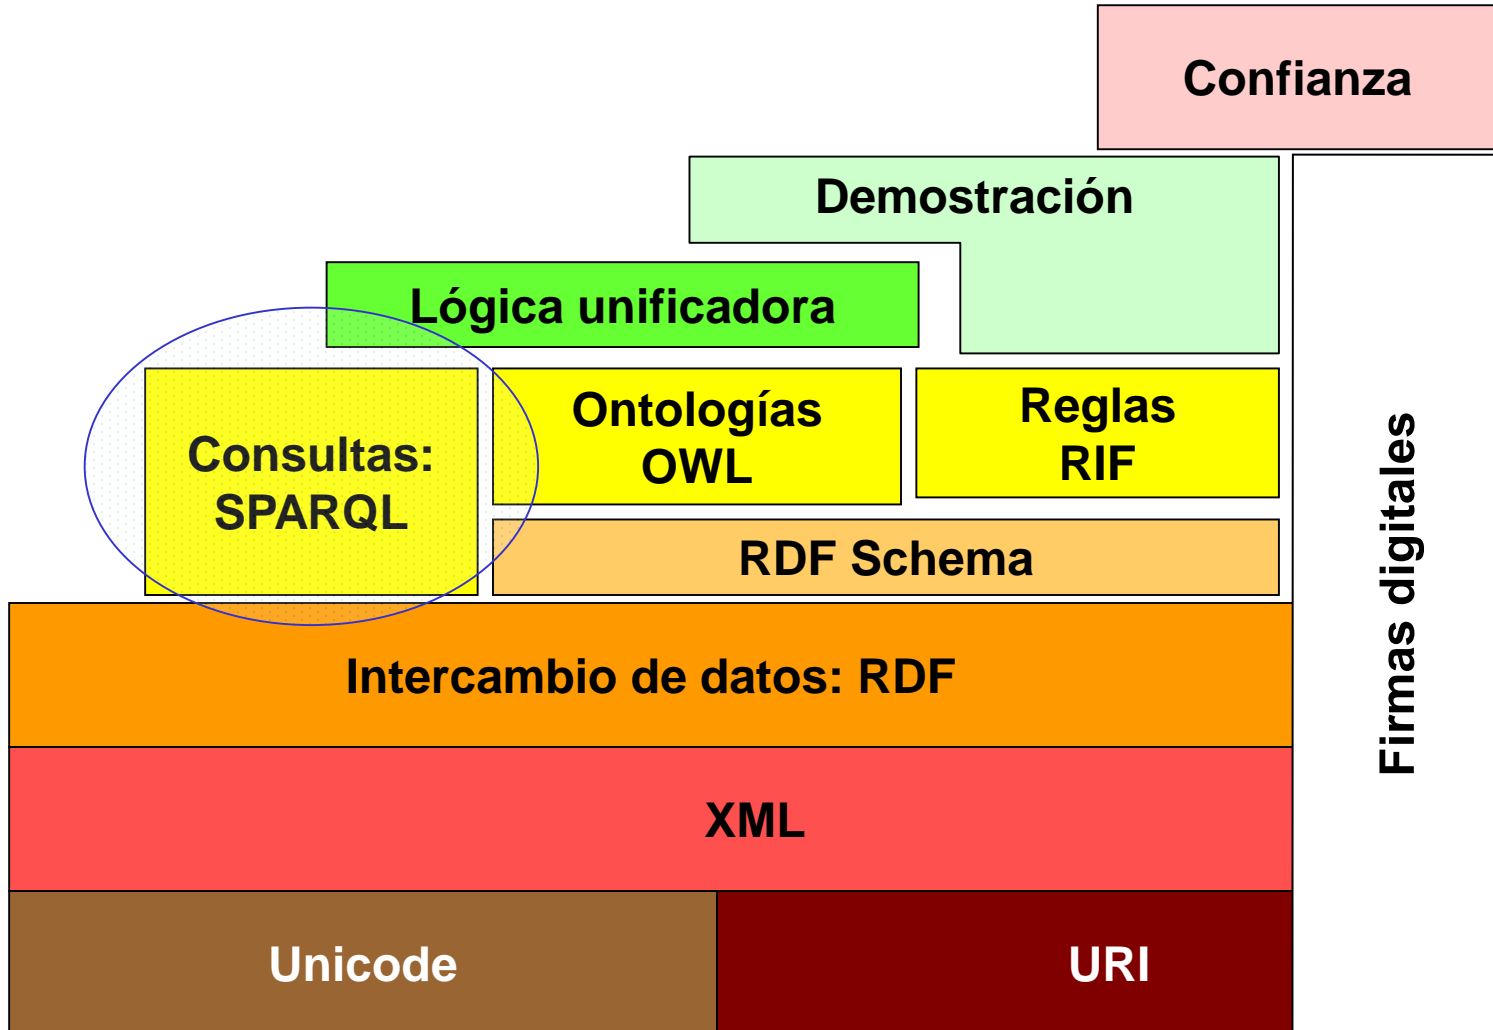 Confianza
Demostración
Lógica unificadora
Consultas:
SPARQL
Ontologías
OWL
Reglas
RIF
RDF Schema
Intercambio de datos: RDF
XML
Unicode
URI
Firmas digitales